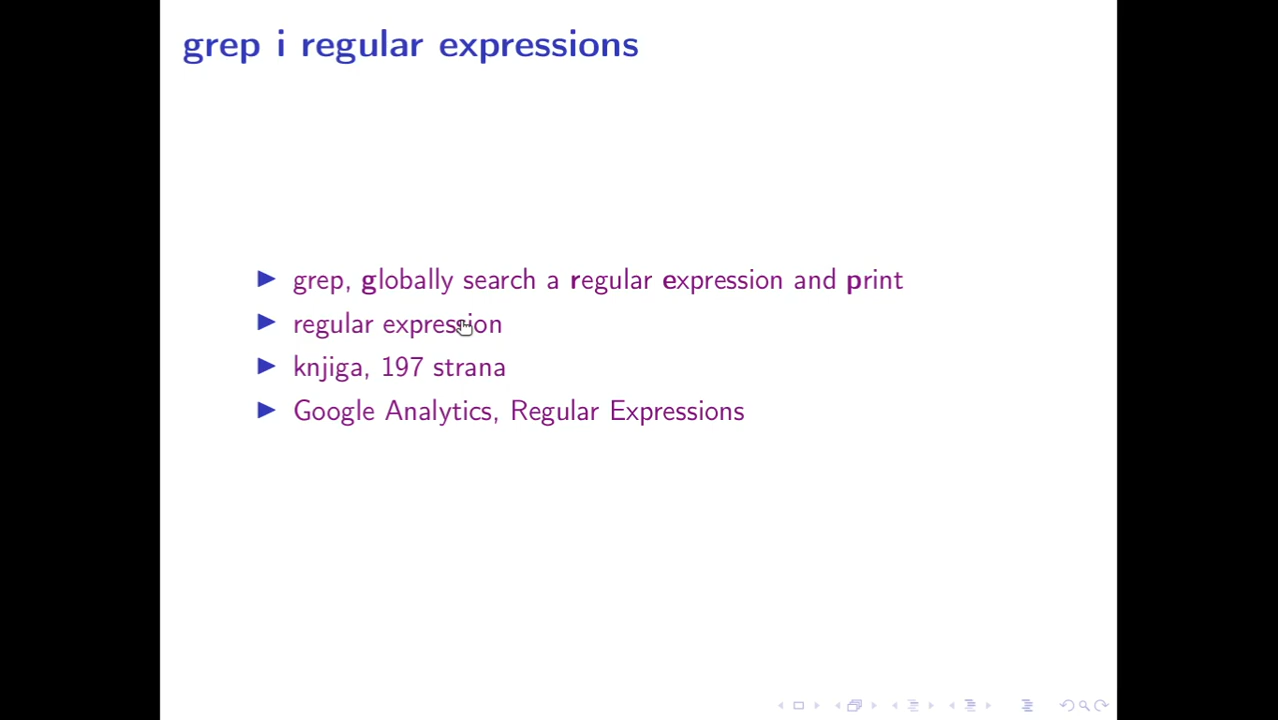 grep i regular expressions
grep, globally search a regular expression and print
regular expression
knjiga, 197 strana
Google Analytics, Regular Expressions